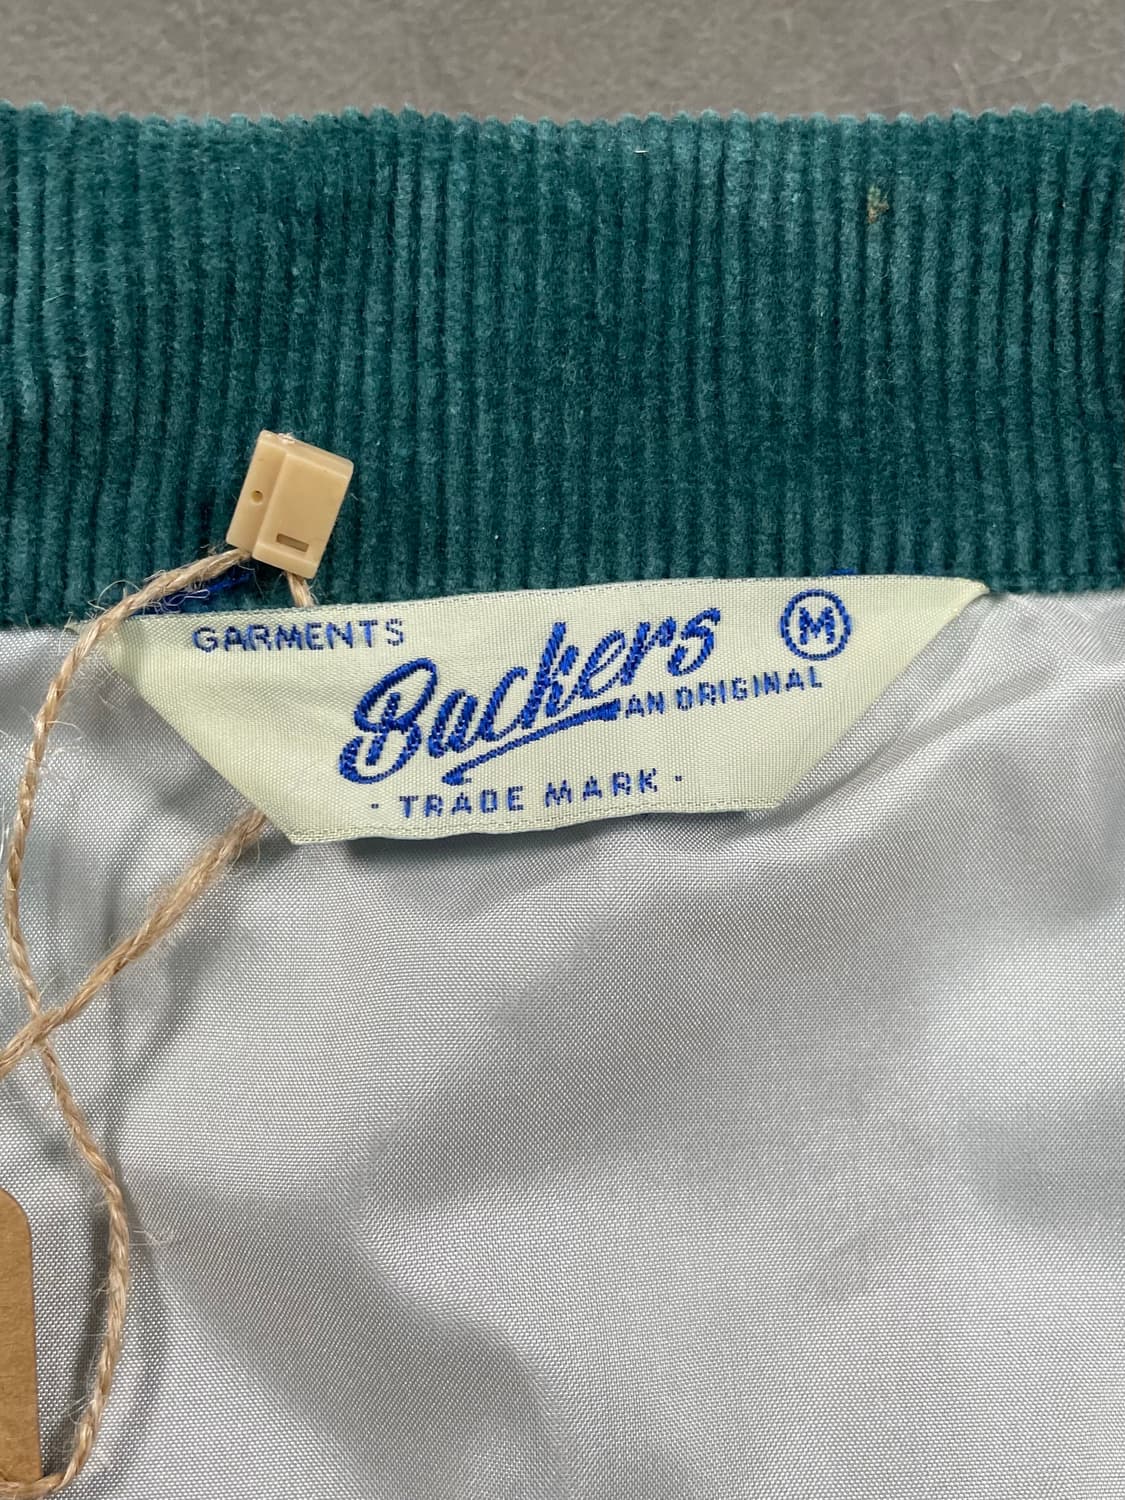 GARMENTS
Backers
M
AN ORIGINAL
· TRADE MARK ·